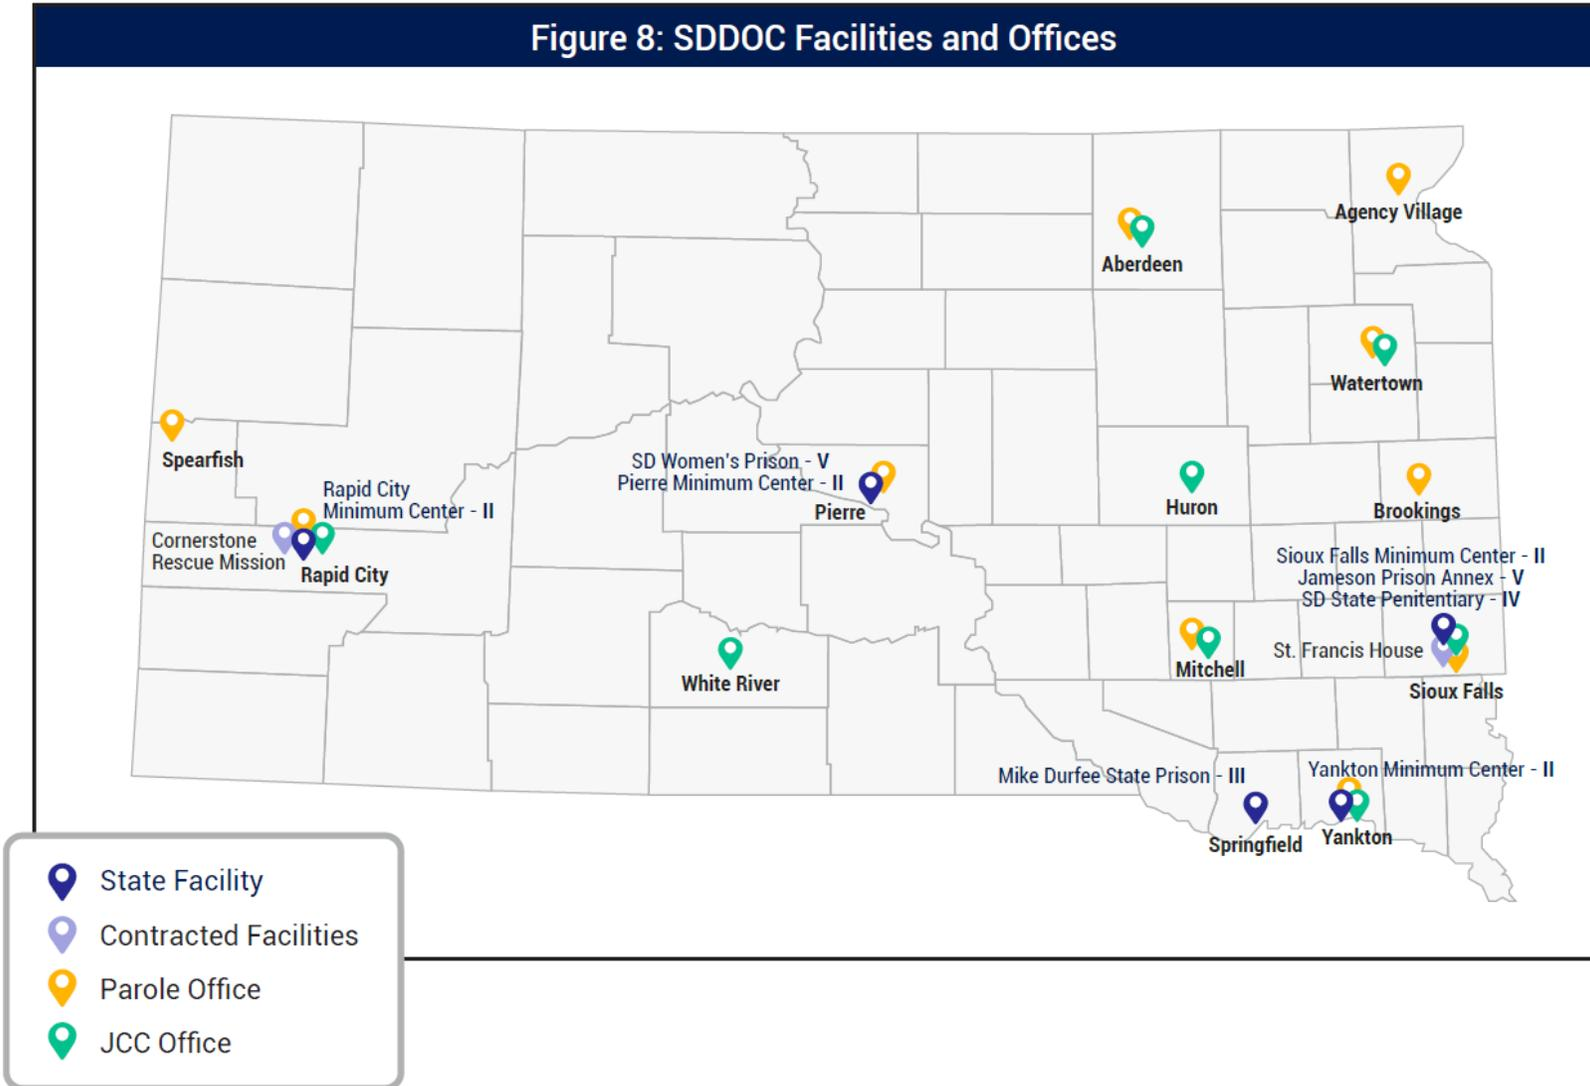 Figure 8: SDDOC Facilities and Offices
Agency Village
Aberdeen
Watertown
Spearfish
SD Women's Prison - V
Pierre Minimum Center - II
Pierre
Huron
Brookings
Rapid City
Minimum Center - II
Cornerstone
Rescue Mission
Rapid City
Sioux Falls Minimum Center - II
Jameson Prison Annex - V
SD State Penitentiary - IV
St. Francis House
Sioux Falls
Mitchell
White River
Mike Durfee State Prison - III
Springfield
Yankton Minimum Center - II
Yankton
State Facility
Contracted Facilities
Parole Office
JCC Office